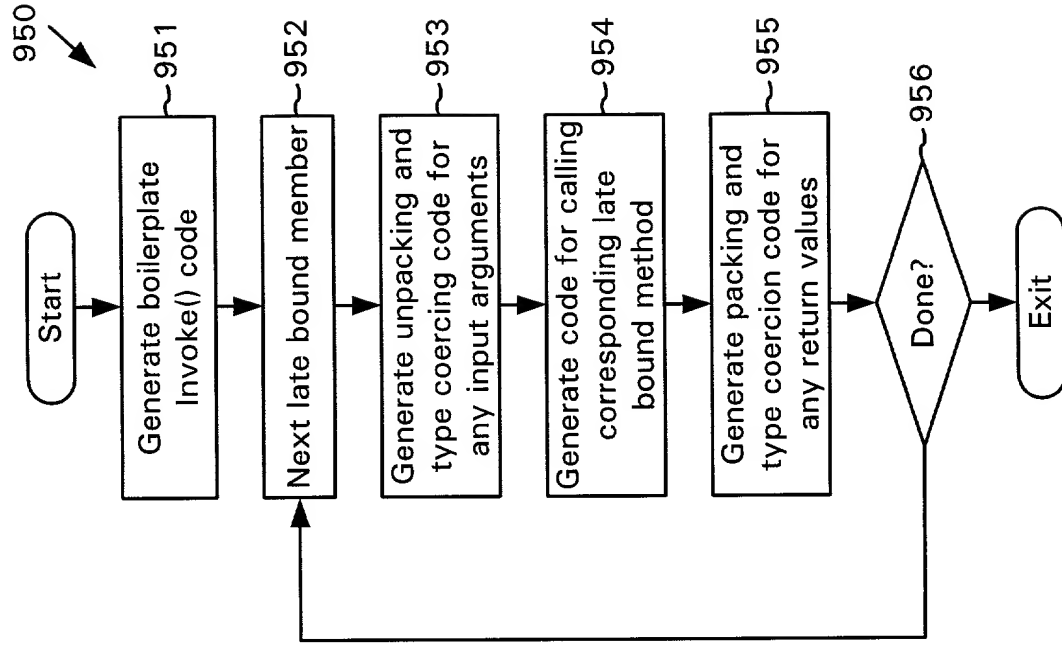 950
Start
Generate boilerplate
Invoke() code
951
Next late bound member
952
Generate unpacking and
type coercing code for
any input arguments
953
Generate code for calling
corresponding late
bound method
954
Generate packing and
type coercion code for
any return values
955
Done?
956
Exit